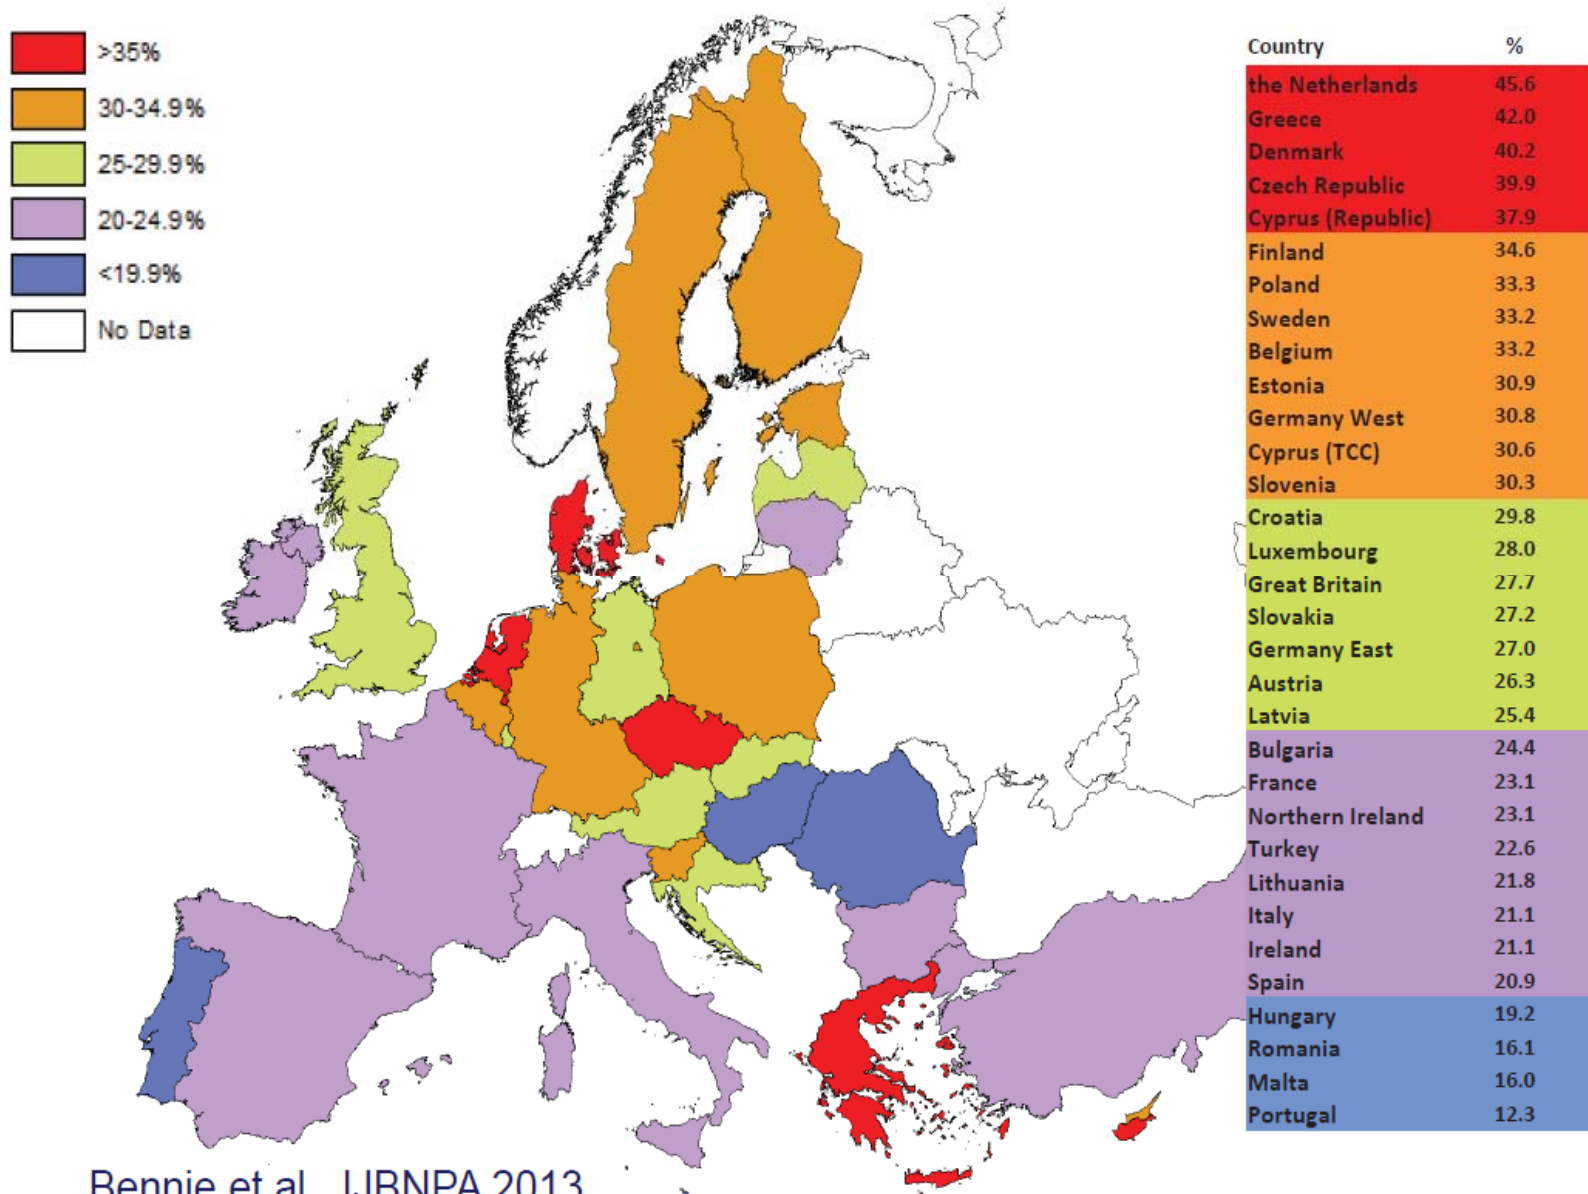 >35%
30-34.9%
25-29.9%
20-24.9%
<19.9%
No Data
Country %
the Netherlands 45.6
Greece 42.0
Denmark 40.2
Czech Republic 39.9
Cyprus (Republic) 37.9
Finland 34.6
Poland 33.3
Sweden 33.2
Belgium 33.2
Estonia 30.9
Germany West 30.8
Cyprus (TCC) 30.6
Slovenia 30.3
Croatia 29.8
Luxembourg 28.0
Great Britain 27.7
Slovakia 27.2
Germany East 27.0
Austria 26.3
Latvia 25.4
Bulgaria 24.4
France 23.1
Northern Ireland 23.1
Turkey 22.6
Lithuania 21.8
Italy 21.1
Ireland 21.1
Spain 20.9
Hungary 19.2
Romania 16.1
Malta 16.0
Portugal 12.3
Bennie et al IJBNPA 2013